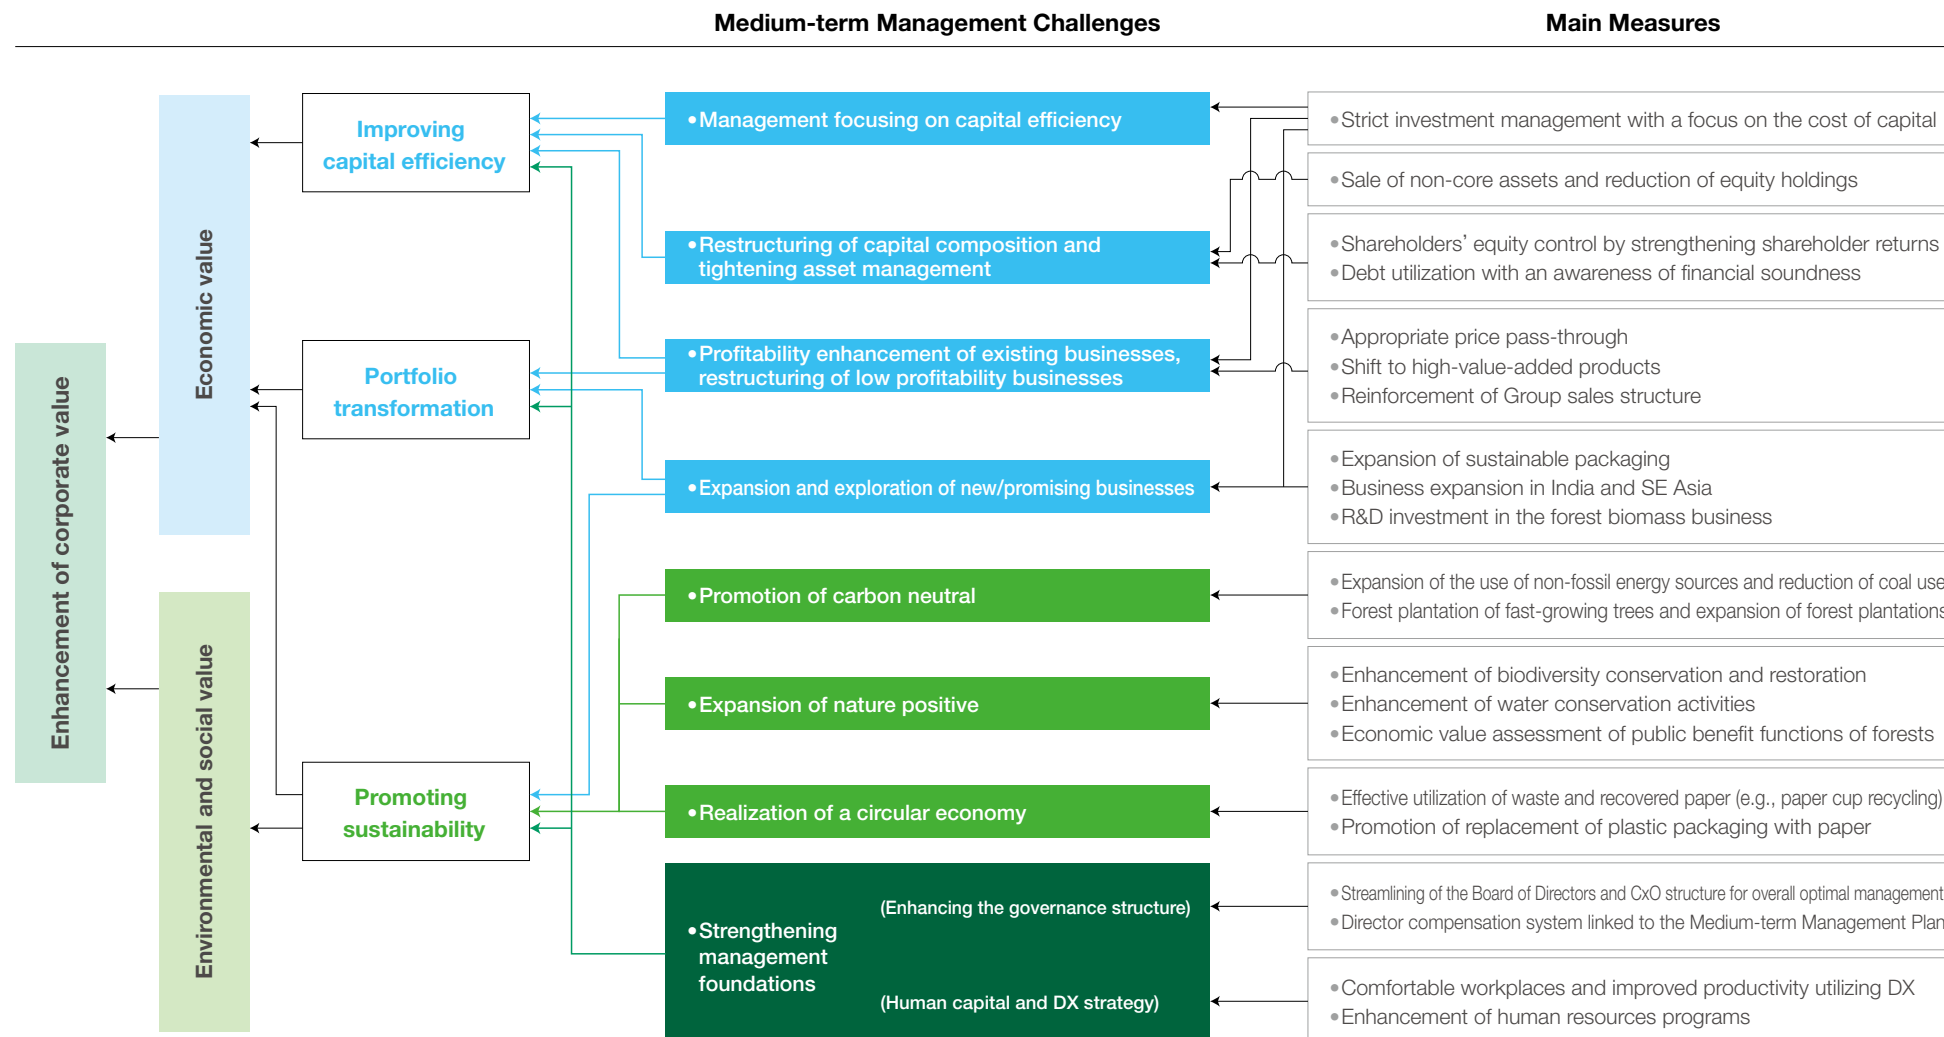 Medium-term Management Challenges
Main Measures
Enhancement of corporate value
Economic value
Environmental and social value
Improving
capital efficiency
Portfolio
transformation
Promoting
sustainability
•Management focusing on capital efficiency
•Restructuring of capital composition and
tightening asset management
•Profitability enhancement of existing businesses,
restructuring of low profitability businesses
•Expansion and exploration of new/promising businesses
•Promotion of carbon neutral
•Expansion of nature positive
•Realization of a circular economy
•Strengthening
management
foundations
(Enhancing the governance structure)
(Human capital and DX strategy)
•Strict investment management with a focus on the cost of capital
•Sale of non-core assets and reduction of equity holdings
•Shareholders’ equity control by strengthening shareholder returns
•Debt utilization with an awareness of financial soundness
•Appropriate price pass-through
•Shift to high-value-added products
•Reinforcement of Group sales structure
•Expansion of sustainable packaging
•Business expansion in India and SE Asia
•R&D investment in the forest biomass business
•Expansion of the use of non-fossil energy sources and reduction of coal use
•Forest plantation of fast-growing trees and expansion of forest plantations
•Enhancement of biodiversity conservation and restoration
•Enhancement of water conservation activities
•Economic value assessment of public benefit functions of forests
•Effective utilization of waste and recovered paper (e.g., paper cup recycling)
•Promotion of replacement of plastic packaging with paper
•Streamlining of the Board of Directors and CxO structure for overall optimal management
•Director compensation system linked to the Medium-term Management Plan
•Comfortable workplaces and improved productivity utilizing DX
•Enhancement of human resources programs